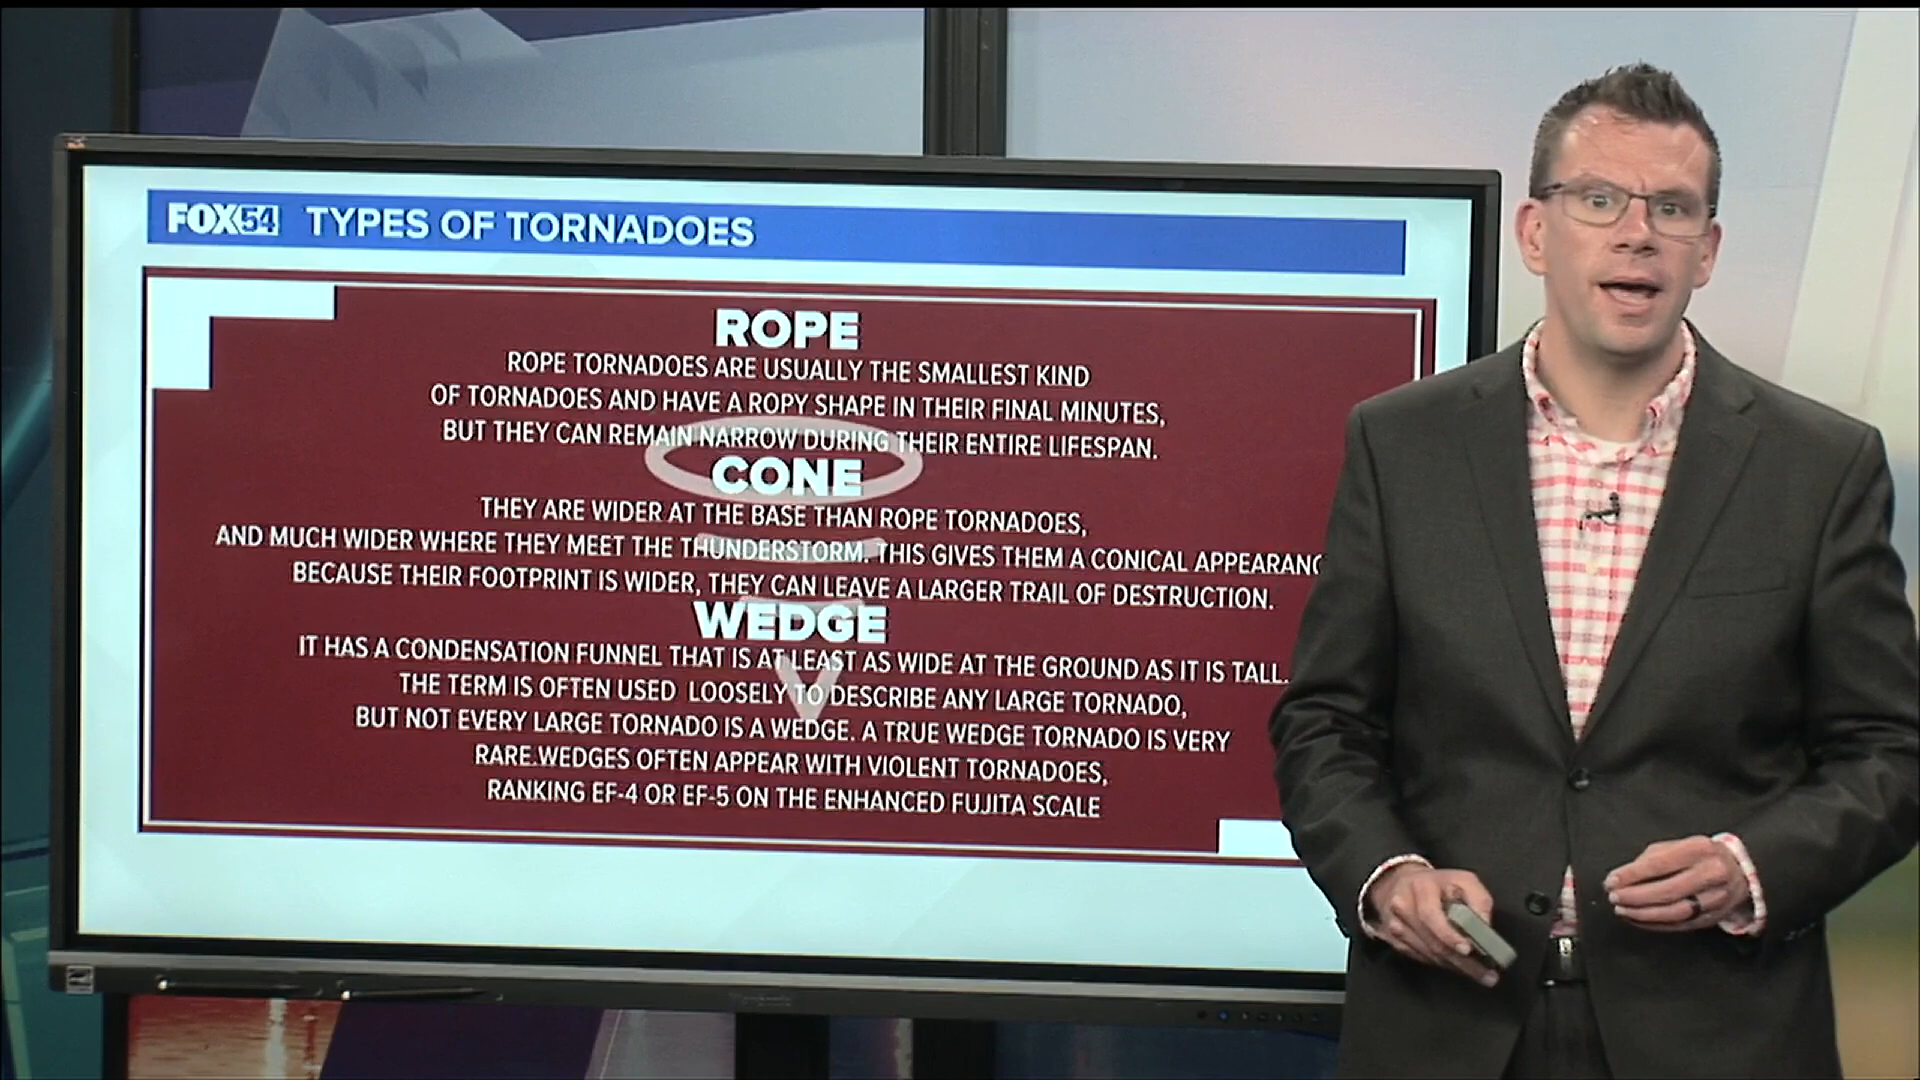 FOX54 TYPES OF TORNADOES
ROPE
ROPE TORNADOES ARE USUALLY THE SMALLEST KIND
OF TORNADOES AND HAVE A ROPY SHAPE IN THEIR FINAL MINUTES,
BUT THEY CAN REMAIN NARROW DURING THEIR ENTIRE LIFESPAN.
CONE
THEY ARE WIDER AT THE BASE THAN ROPE TORNADOES,
AND MUCH WIDER WHERE THEY MEET THE THUNDERSTORM. THIS GIVES THEM A CONICAL APPEARANC
BECAUSE THEIR FOOTPRINT IS WIDER, THEY CAN LEAVE A LARGER TRAIL OF DESTRUCTION.
WEDGE
IT HAS A CONDENSATION FUNNEL THAT IS AT LEAST AS WIDE AT THE GROUND AS IT IS TALL.
THE TERM IS OFTEN USED LOOSELY TO DESCRIBE ANY LARGE TORNADO,
BUT NOT EVERY LARGE TORNADO IS A WEDGE. A TRUE WEDGE TORNADO IS VERY
RARE.WEDGES OFTEN APPEAR WITH VIOLENT TORNADOES,
RANKING EF-4 OR EF-5 ON THE ENHANCED FUJITA SCALE